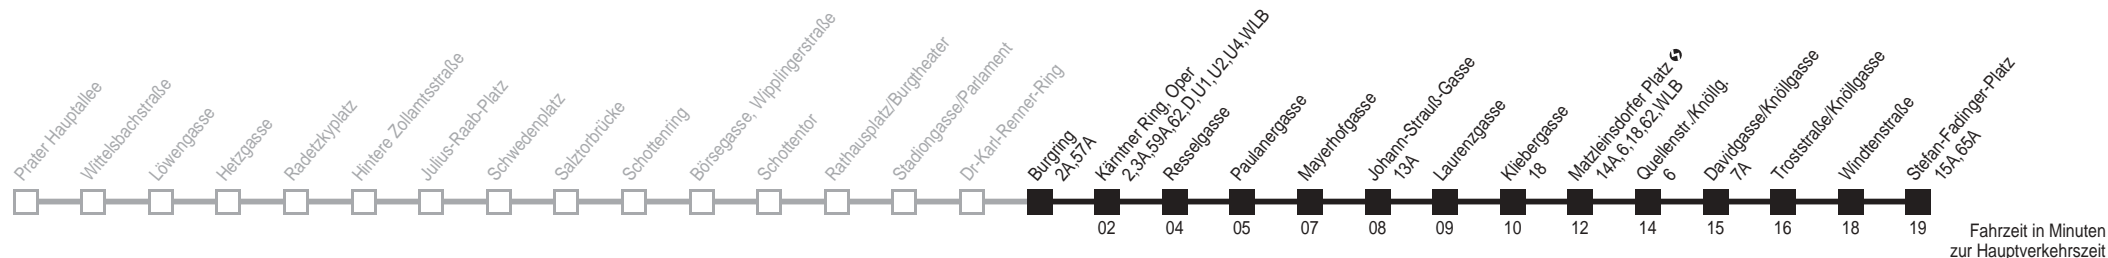 Prater Hauptallee
Wittelsbachstraße
Löwengasse
Hetzgasse
Radetzkyplatz
Hintere Zollamtsstraße
Julius-Raab-Platz
Schwedenplatz
Salztorbrücke
Schottenring
Börsegasse, Wipplingerstraße
Schottentor
Rathausplatz/Burgtheater
Stadiongasse/Parlament
Dr-Karl-Renner-Ring
Burgring
2A,57A
Kärntner Ring, Oper
2,3A,59A,62,D,U1,U2,U4,WLB
Resselgasse
Paulanergasse
Mayerhofgasse
Johann-Strauß-Gasse
13A
Laurenzgasse
Kliebergasse
18
Matzleinsdorfer Platz
14A,6,18,62,WLB
Quellenstr./Knöllg.
6
Davidgasse/Knöllgasse
7A
Troststraße/Knöllgasse
Windtenstraße
Stefan-Fadinger-Platz
15A,65A
02 04 05 07 08 09 10 12 14 15 16 18 19
Fahrzeit in Minuten
zur Hauptverkehrszeit